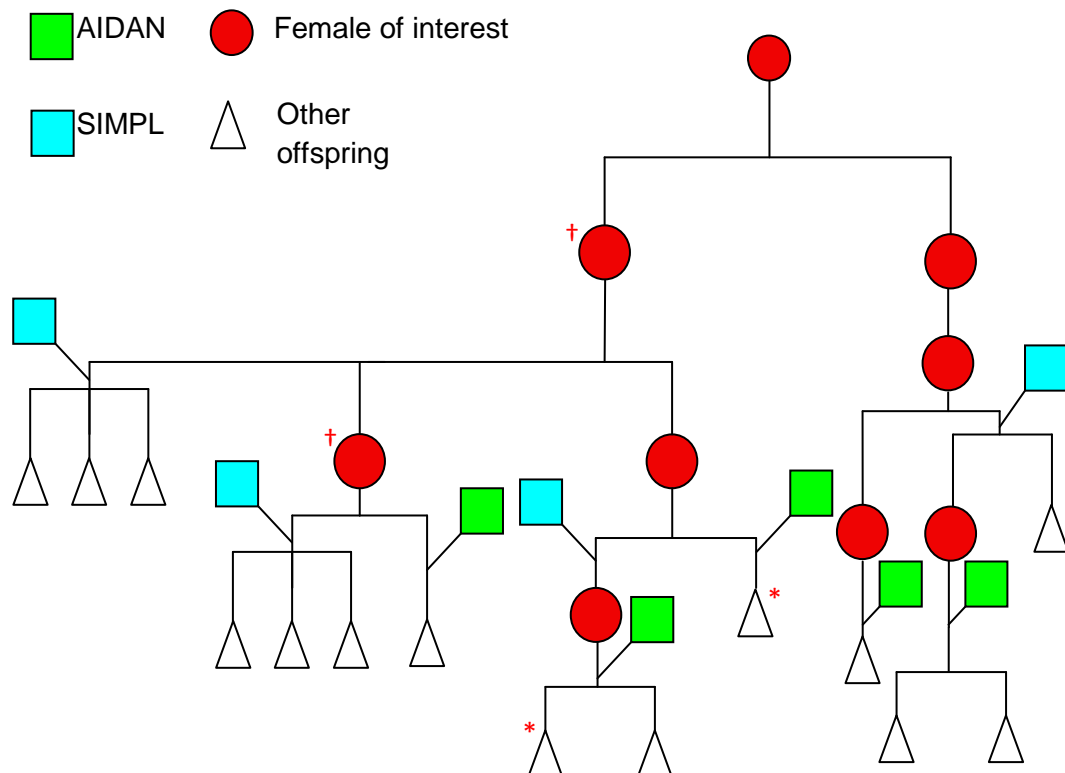 AIDAN
Female of interest
SIMPL
Other
offspring
†
†
*
*